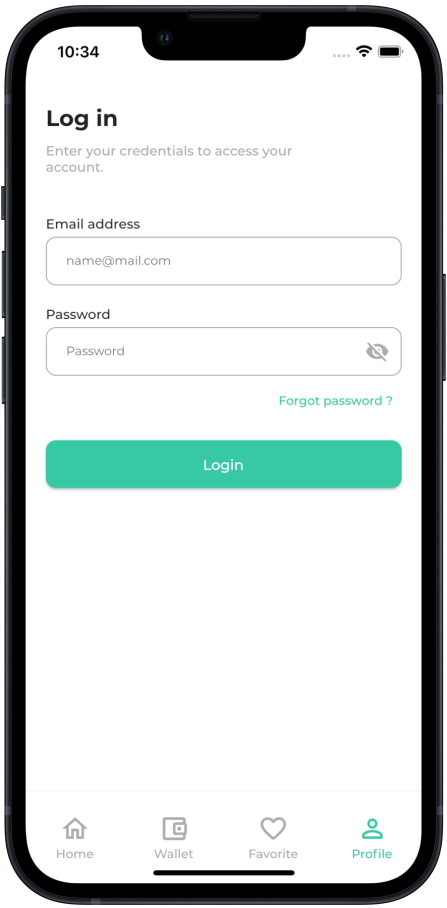 10:34
Log in
Enter your credentials to access your
account.
Email address
name@mail.com
Password
Password
Forgot password ?
Login
Home
Wallet
Favorite
Profile